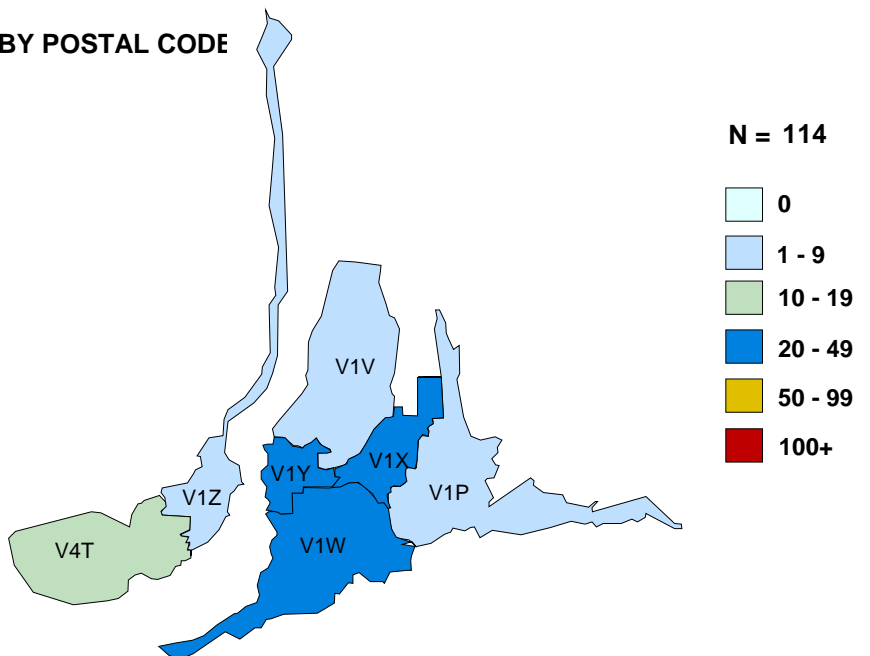 BY POSTAL CODE
N = 114
0
1 - 9
10 - 19
20 - 49
50 - 99
100+
V1V
V1X
V1Y
V1P
V1Z
V1W
V4T